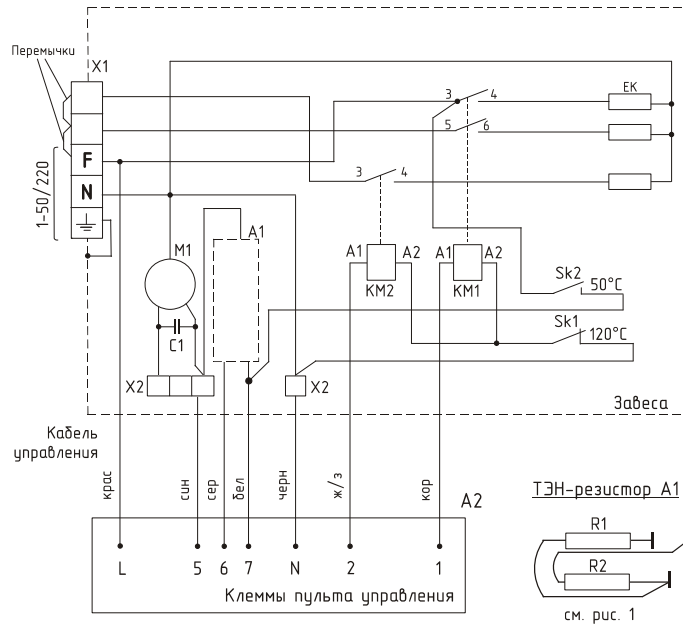 Перемычки
X1
3
4
EK
5
6
F
3
4
N
1-50/220
M1
A1
A1
A2
A1
A2
Sk2
50°C
KM2
KM1
C1
Sk1
120°C
X2
X2
Завеса
Кабель
управления
крас
син
сер
бел
черн
ж/з
кор
A2
ТЭН-резистор А1
R1
R2
L
5
6
7
N
2
1
Клеммы пульта управления
см. рис. 1